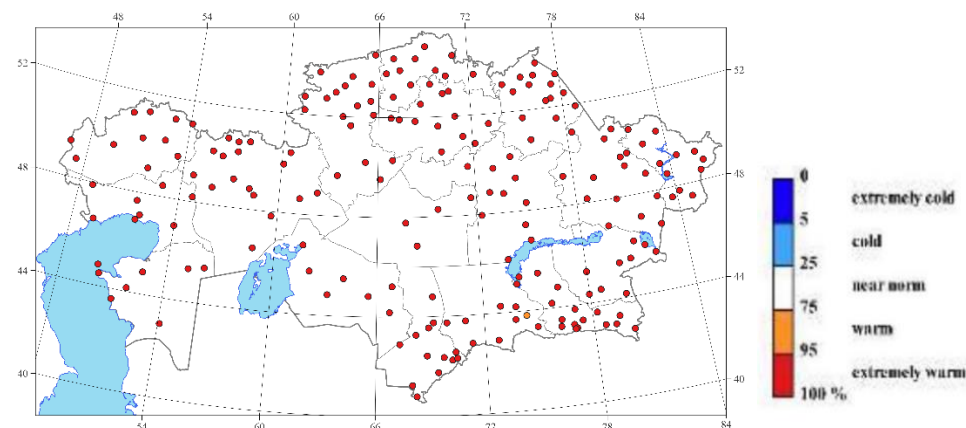 48 54 60 66 72 78 84
52 52
48 48
44 44
40 40
54 60 66 72 78 84
0
extremely cold
5
cold
25
near norm
75
warm
95
extremely warm
100 %